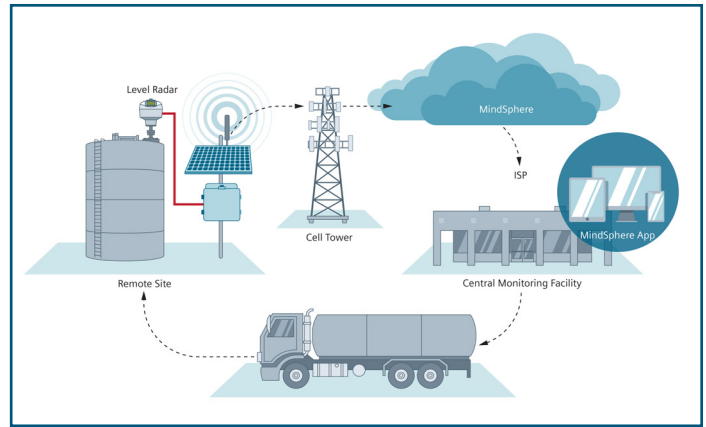 Level Radar
MindSphere
ISP
MindSphere App
Cell Tower
Remote Site
Central Monitoring Facility